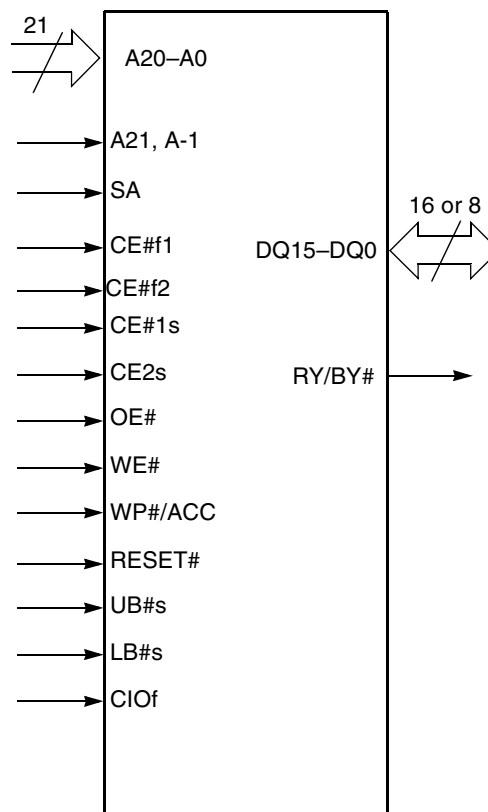 21
A20–A0
A21, A-1
SA
16 or 8
CE#f1
DQ15–DQ0
CE#f2
CE#1s
CE2s
RY/BY#
OE#
WE#
WP#/ACC
RESET#
UB#s
LB#s
CIOf